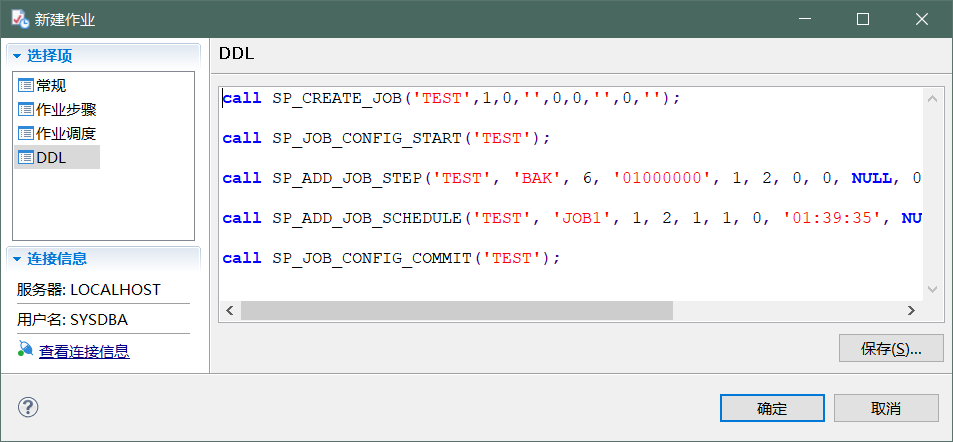 新建作业
选择项
常规
作业步骤
作业调度
DDL
连接信息
服务器: LOCALHOST
用户名: SYSDBA
查看连接信息
DDL
call SP_CREATE_JOB('TEST',1,0,'',0,0,'',0,'');
call SP_JOB_CONFIG_START('TEST');
call SP_ADD_JOB_STEP('TEST', 'BAK', 6, '01000000', 1, 2, 0, 0, NULL, 0
call SP_ADD_JOB_SCHEDULE('TEST', 'JOB1', 1, 2, 1, 1, 0, '01:39:35', NU
call SP_JOB_CONFIG_COMMIT('TEST');
保存(S)...
?
确定
取消